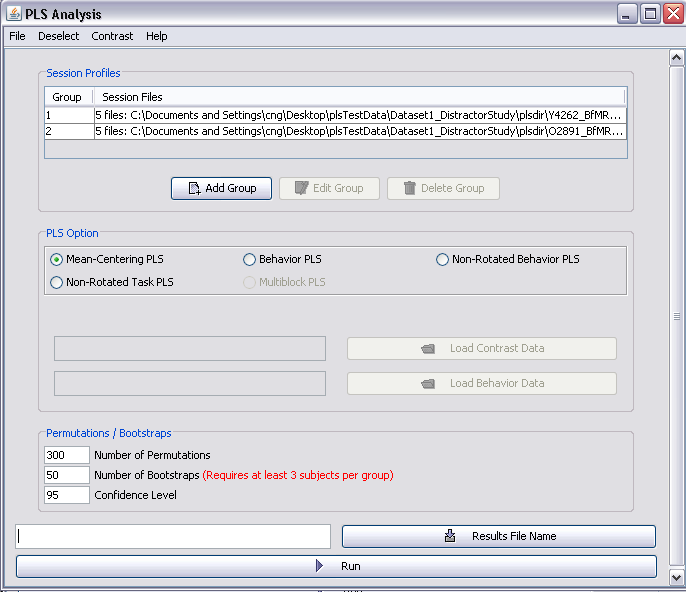 PLS Analysis
File Deselect Contrast Help
Session Profiles
Group Session Files
1 5 files: C:\Documents and Settings\cng\Desktop\plsTestData\Dataset1_DistractorStudy\plsdir\Y4262_BfMR...
2 5 files: C:\Documents and Settings\cng\Desktop\plsTestData\Dataset1_DistractorStudy\plsdir\O2891_BfMR...
Add Group Edit Group Delete Group
PLS Option
Mean-Centering PLS Behavior PLS Non-Rotated Behavior PLS
Non-Rotated Task PLS Multiblock PLS
Load Contrast Data
Load Behavior Data
Permutations / Bootstraps
300 Number of Permutations
50 Number of Bootstraps (Requires at least 3 subjects per group)
95 Confidence Level
Results File Name
Run